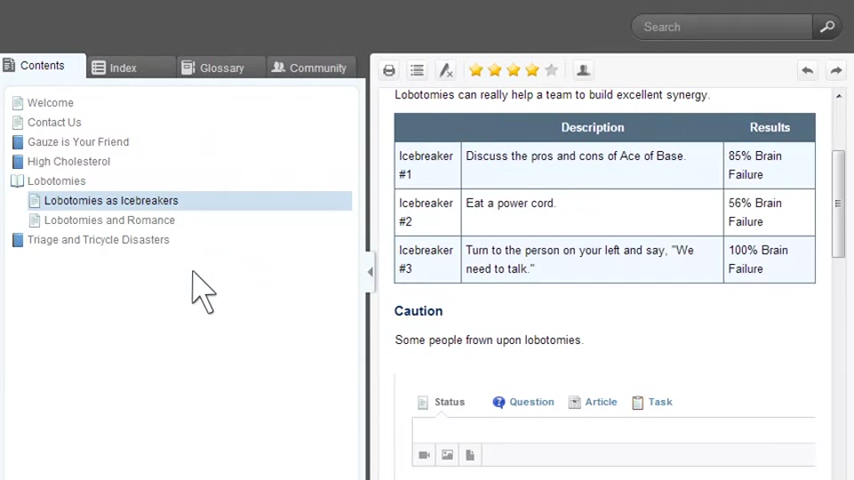 Search
Contents
Index
Glossary
Community
Welcome
Contact Us
Gauze is Your Friend
High Cholesterol
Lobotomies
Lobotomies as Icebreakers
Lobotomies and Romance
Triage and Tricycle Disasters
Lobotomies can really help a team to build excellent synergy.
Description Results
Icebreaker Discuss the pros and cons of Ace of Base. 85% Brain
#1 Failure
Icebreaker Eat a power cord. 56% Brain
#2 Failure
Icebreaker Turn to the person on your left and say, "We 100% Brain
#3 need to talk." Failure
Caution
Some people frown upon lobotomies.
Status Question Article Task